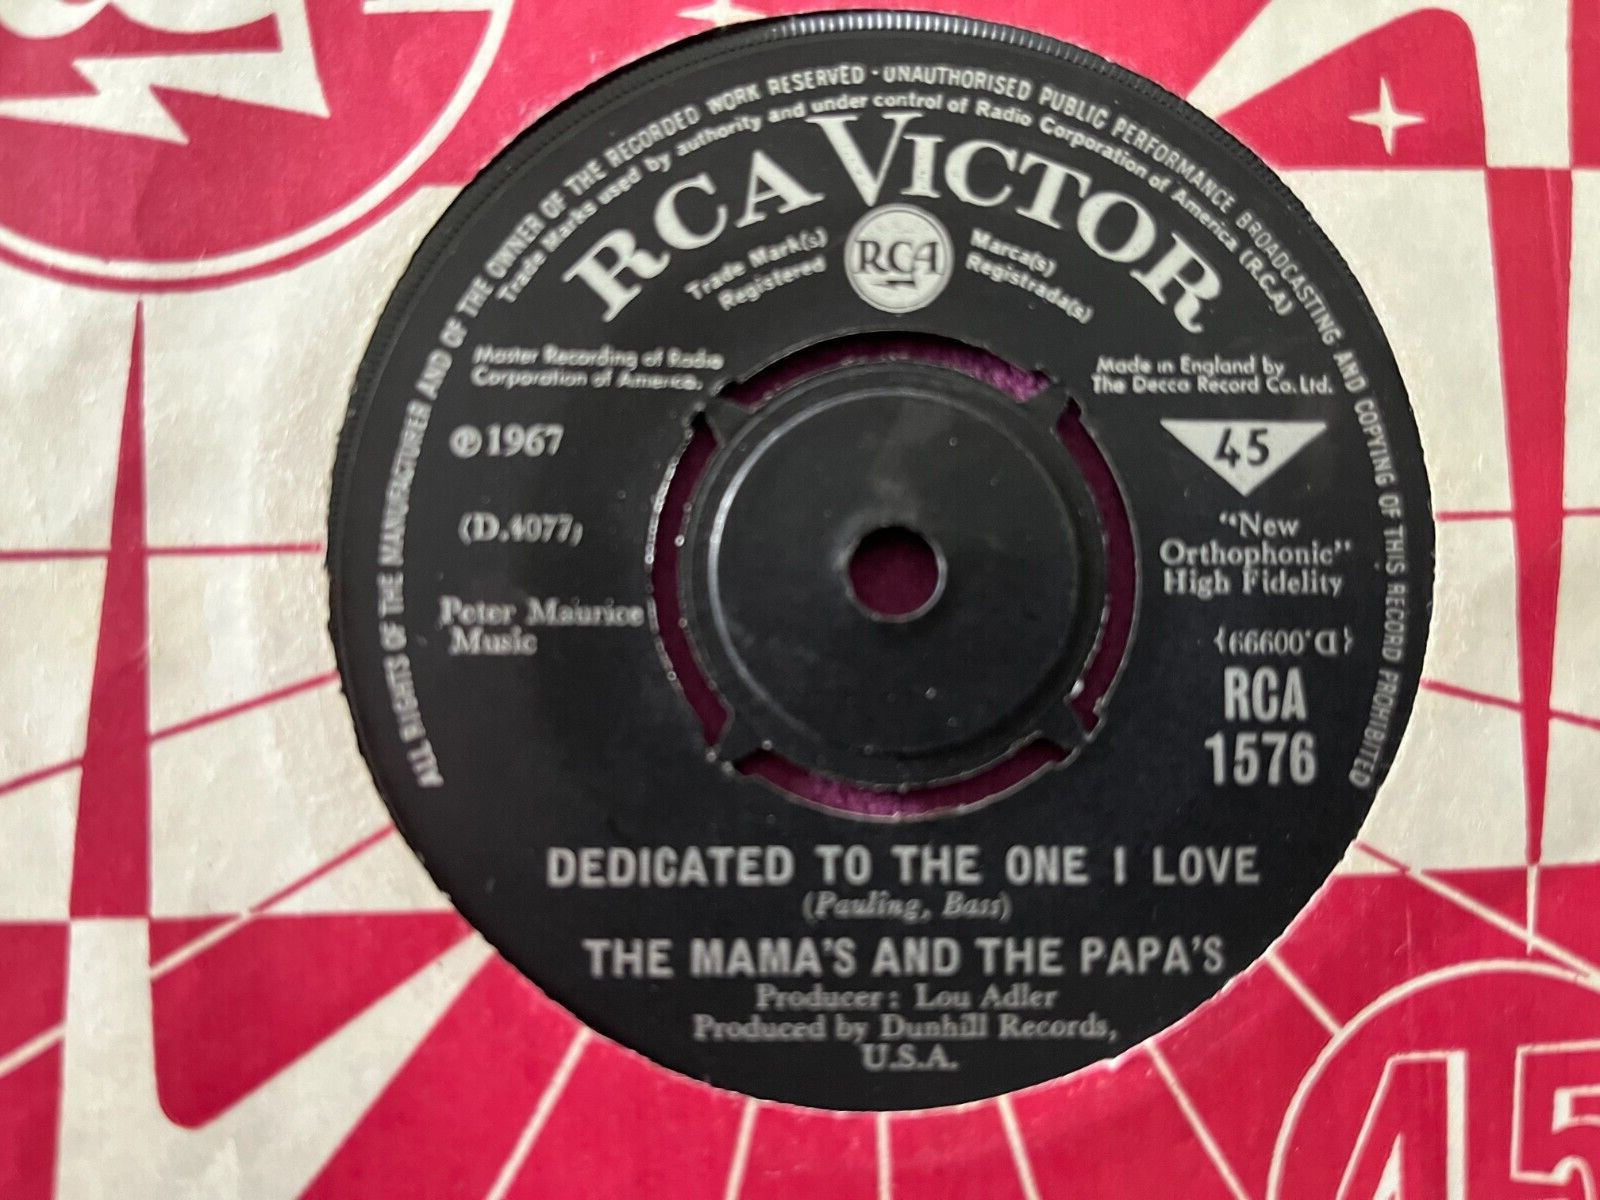 ALL RIGHTS OF THE MANUFACTURER AND OF THE OWNER OF THE RECORDED WORK RESERVED · UNAUTHORISED PUBLIC PERFORMANCE BROADCASTING AND COPYING OF THIS RECORD PROHIBITED
Trade Marks used by authority and under control of Radio Corporation of America (R.C.A)
RCA VICTOR
Trade Mark(s)
Registered
RCA
Marca(s)
Registrada(s)
Master Recording of Radio
Corporation of America.
Made in England by
The Decca Record Co. Ltd.
℗ 1967
45
(D.4077)
"New
Orthophonic"
High Fidelity
Peter Maurice
Music
{D.00999}
RCA
1576
DEDICATED TO THE ONE I LOVE
(Pauling, Bass)
THE MAMA'S AND THE PAPA'S
Producer: Lou Adler
Produced by Dunhill Records,
U.S.A.
45